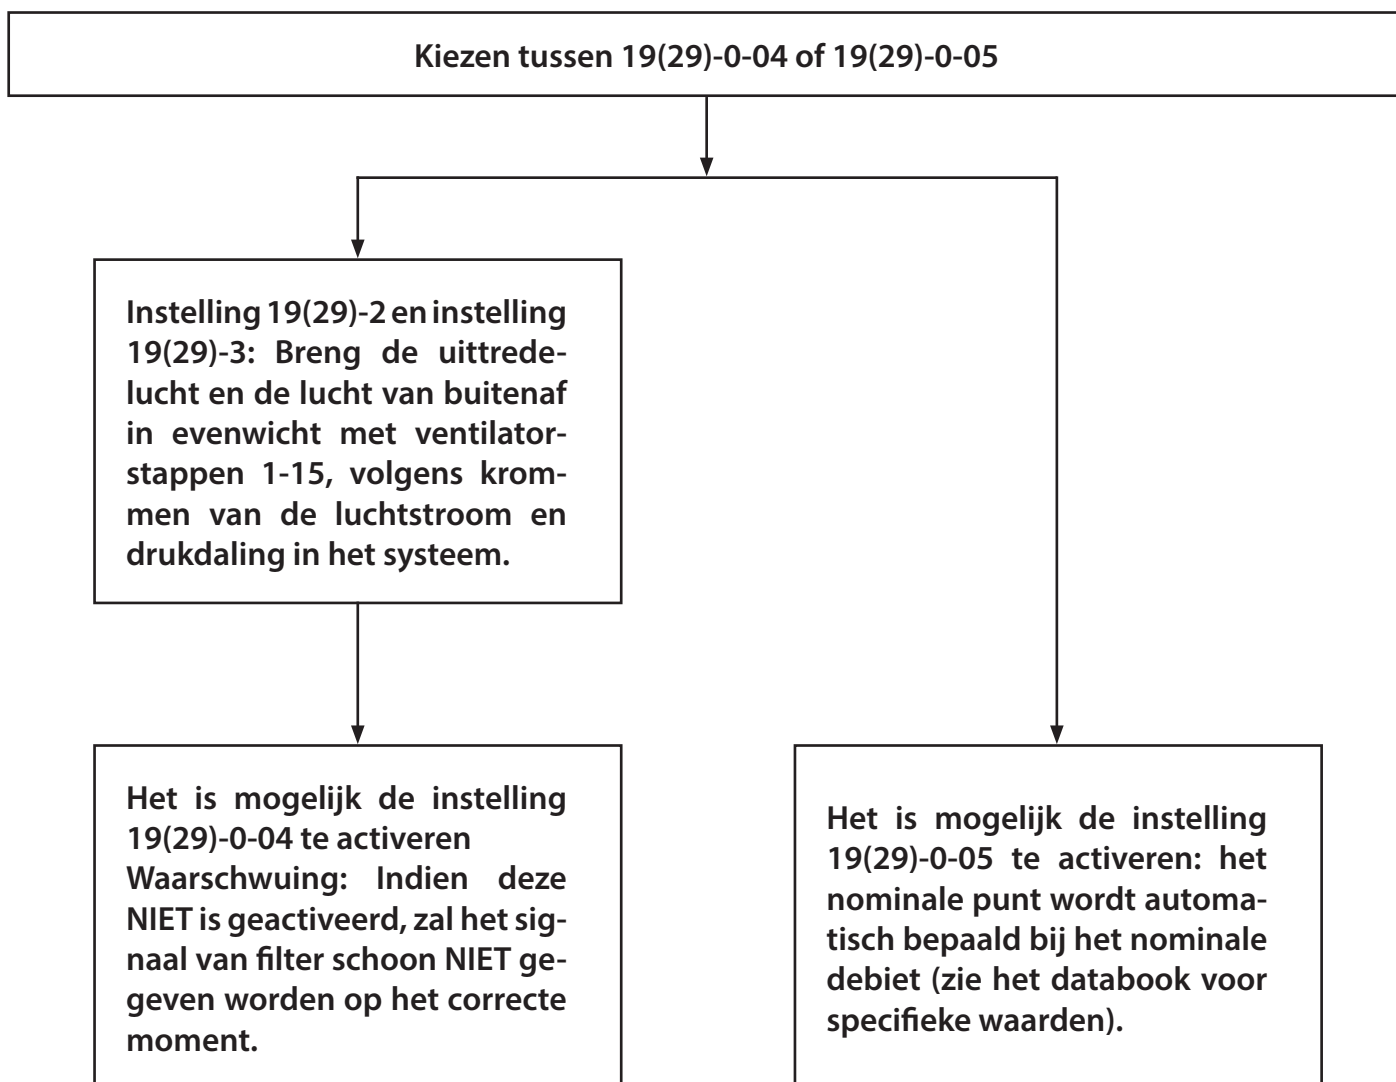 Kiezen tussen 19(29)-0-04 of 19(29)-0-05
Instelling 19(29)-2 en instelling
19(29)-3: Breng de uittrede-
lucht en de lucht van buitenaf
in evenwicht met ventilator-
stappen 1-15, volgens krom-
men van de luchtstroom en
drukdaling in het systeem.
Het is mogelijk de instelling
19(29)-0-04 te activeren
Waarschwuing: Indien deze
NIET is geactiveerd, zal het sig-
naal van filter schoon NIET ge-
geven worden op het correcte
moment.
Het is mogelijk de instelling
19(29)-0-05 te activeren: het
nominale punt wordt automa-
tisch bepaald bij het nominale
debiet (zie het databook voor
specifieke waarden).